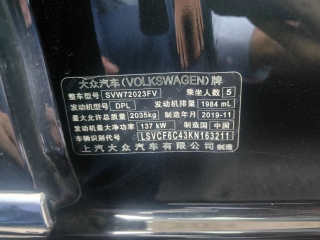 大众汽车(VOLKSWAGEN)牌
整车型号 SVW72023FV 乘坐人数 5
发动机型号 DPL 发动机排量 1984 mL
最大允许总质量 2035kg 制造年月 2019-11
发动机最大净功率 137 kW 制造国 中国
车辆识别代号 LSVCF6C43KN163211
上汽大众汽车有限公司 制造